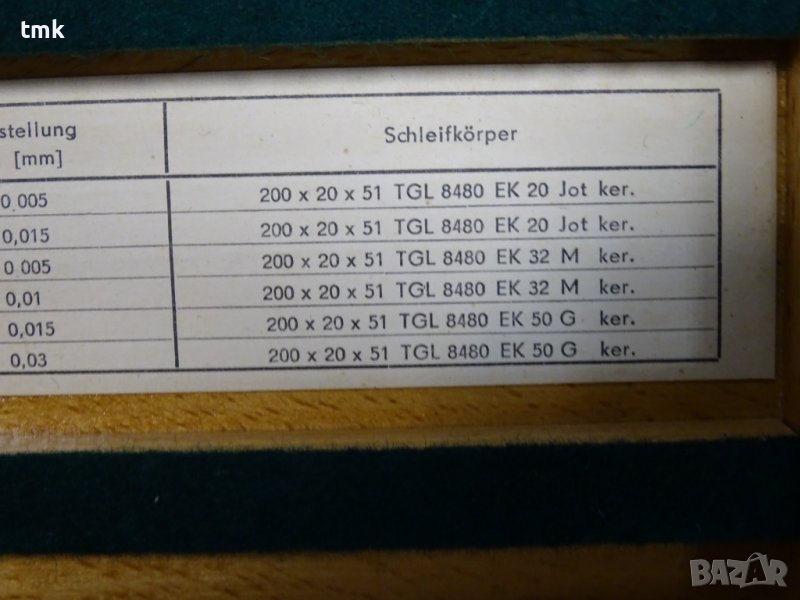 tmk
stellung
[mm]
Schleifkörper
0.005 200 x 20 x 51 TGL 8480 EK 20 Jot ker.
0,015 200 x 20 x 51 TGL 8480 EK 20 Jot ker.
0 005 200 x 20 x 51 TGL 8480 EK 32 M ker.
0,01 200 x 20 x 51 TGL 8480 EK 32 M ker.
0,015 200 x 20 x 51 TGL 8480 EK 50 G ker.
0,03 200 x 20 x 51 TGL 8480 EK 50 G ker.
BAZAR